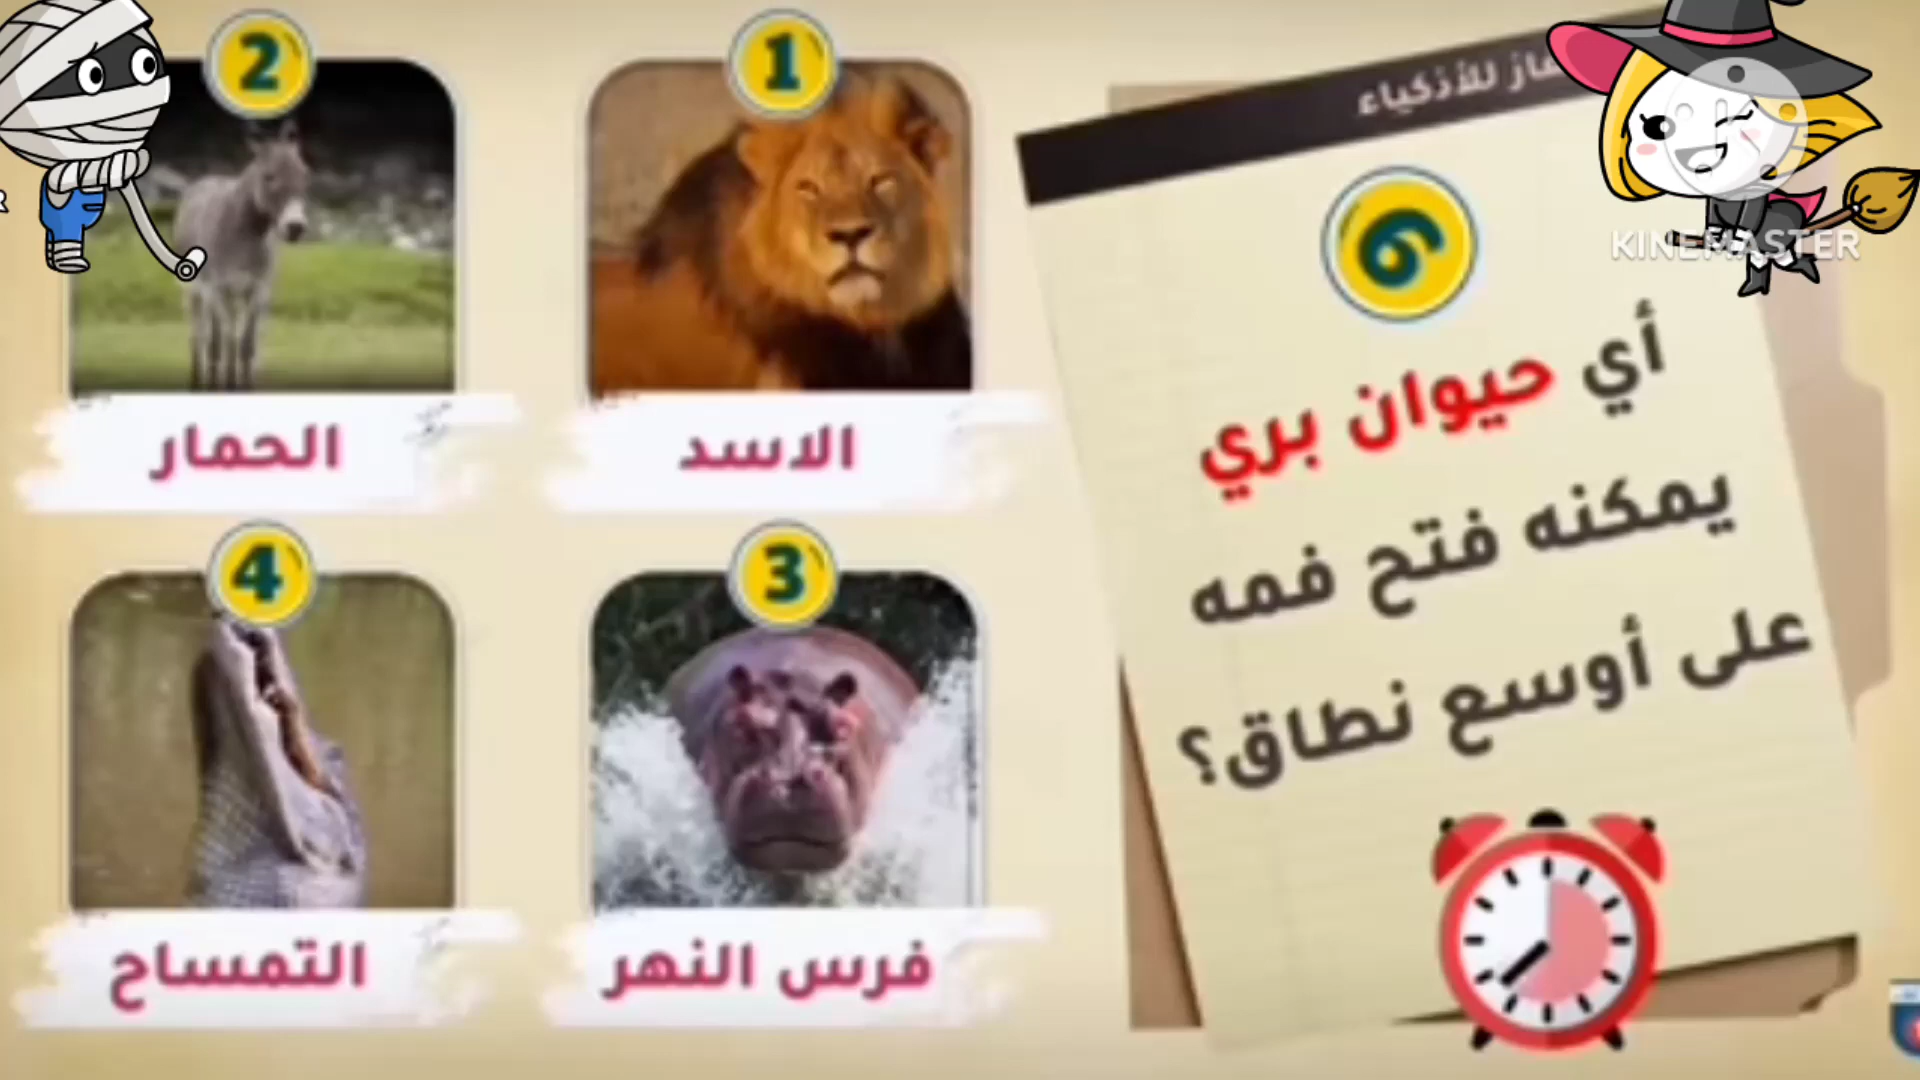 للأذكياء
6
أي حيوان بري
يمكنه فتح فمه
على أوسع نطاق؟
1
الاسد
2
الحمار
3
فرس النهر
4
التمساح
KINEMASTER